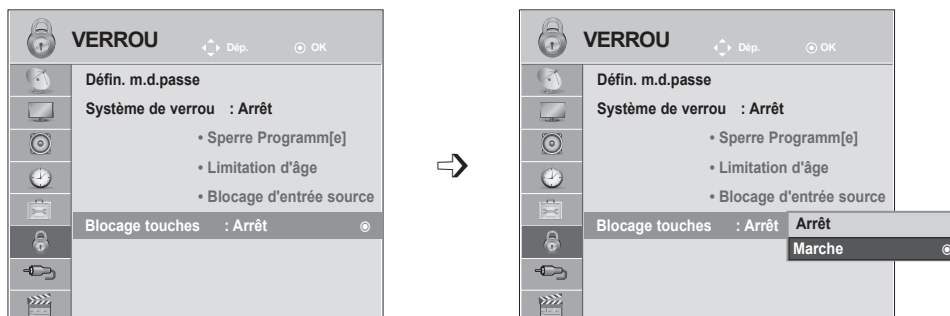 VERROU Dép. OK
Défin. m.d.passe
Système de verrou : Arrêt
• Sperre Programm[e]
• Limitation d'âge
• Blocage d'entrée source
Blocage touches : Arrêt
VERROU Dép. OK
Défin. m.d.passe
Système de verrou : Arrêt
• Sperre Programm[e]
• Limitation d'âge
• Blocage d'entrée source
Blocage touches : Arrêt Arrêt
Marche